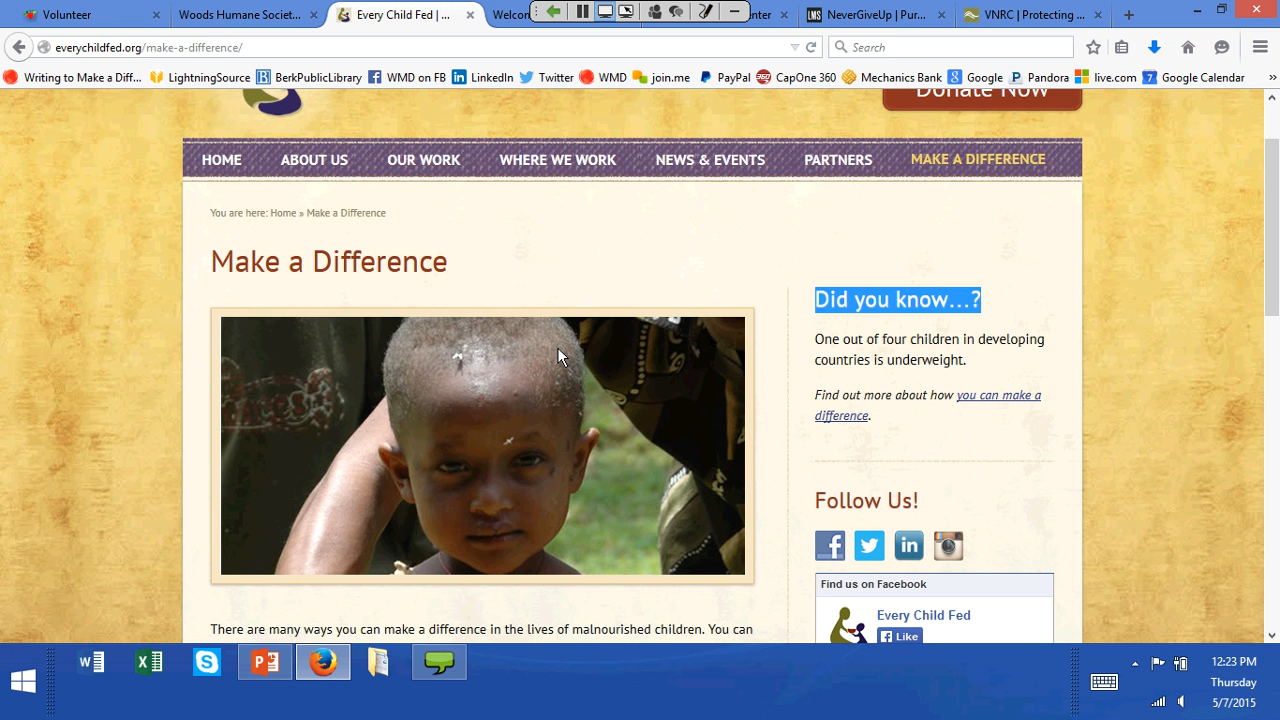 Volunteer
Woods Humane Societ...
Every Child Fed | ...
Welcon
enter
LMS
NeverGiveUp | Pur...
VNRC | Protecting ...
everychildfed.org/make-a-difference/
Search
Writing to Make a Diff...
LightningSource
BerkPublicLibrary
WMD on FB
LinkedIn
Twitter
WMD
join.me
PayPal
360
CapOne 360
Mechanics Bank
Google
Pandora
live.com
7
Google Calendar
Donate Now
HOME
ABOUT US
OUR WORK
WHERE WE WORK
NEWS & EVENTS
PARTNERS
MAKE A DIFFERENCE
You are here: Home » Make a Difference
Make a Difference
Did you know...?
One out of four children in developing
countries is underweight.
Find out more about how you can make a
difference.
Follow Us!
Find us on Facebook
Every Child Fed
Like
There are many ways you can make a difference in the lives of malnourished children. You can
12:23 PM
Thursday
5/7/2015